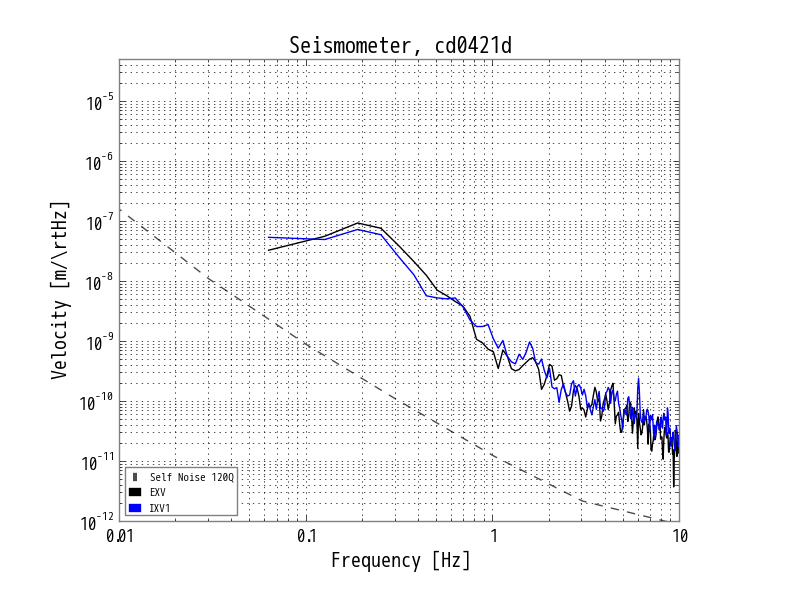 Seismometer, cd0421d
Velocity [m/\rtHz]
10^-5
10^-6
10^-7
10^-8
10^-9
10^-10
10^-11
10^-12
Self Noise 120Q
EXV
IXV1
0.01 0.1 1 10
Frequency [Hz]